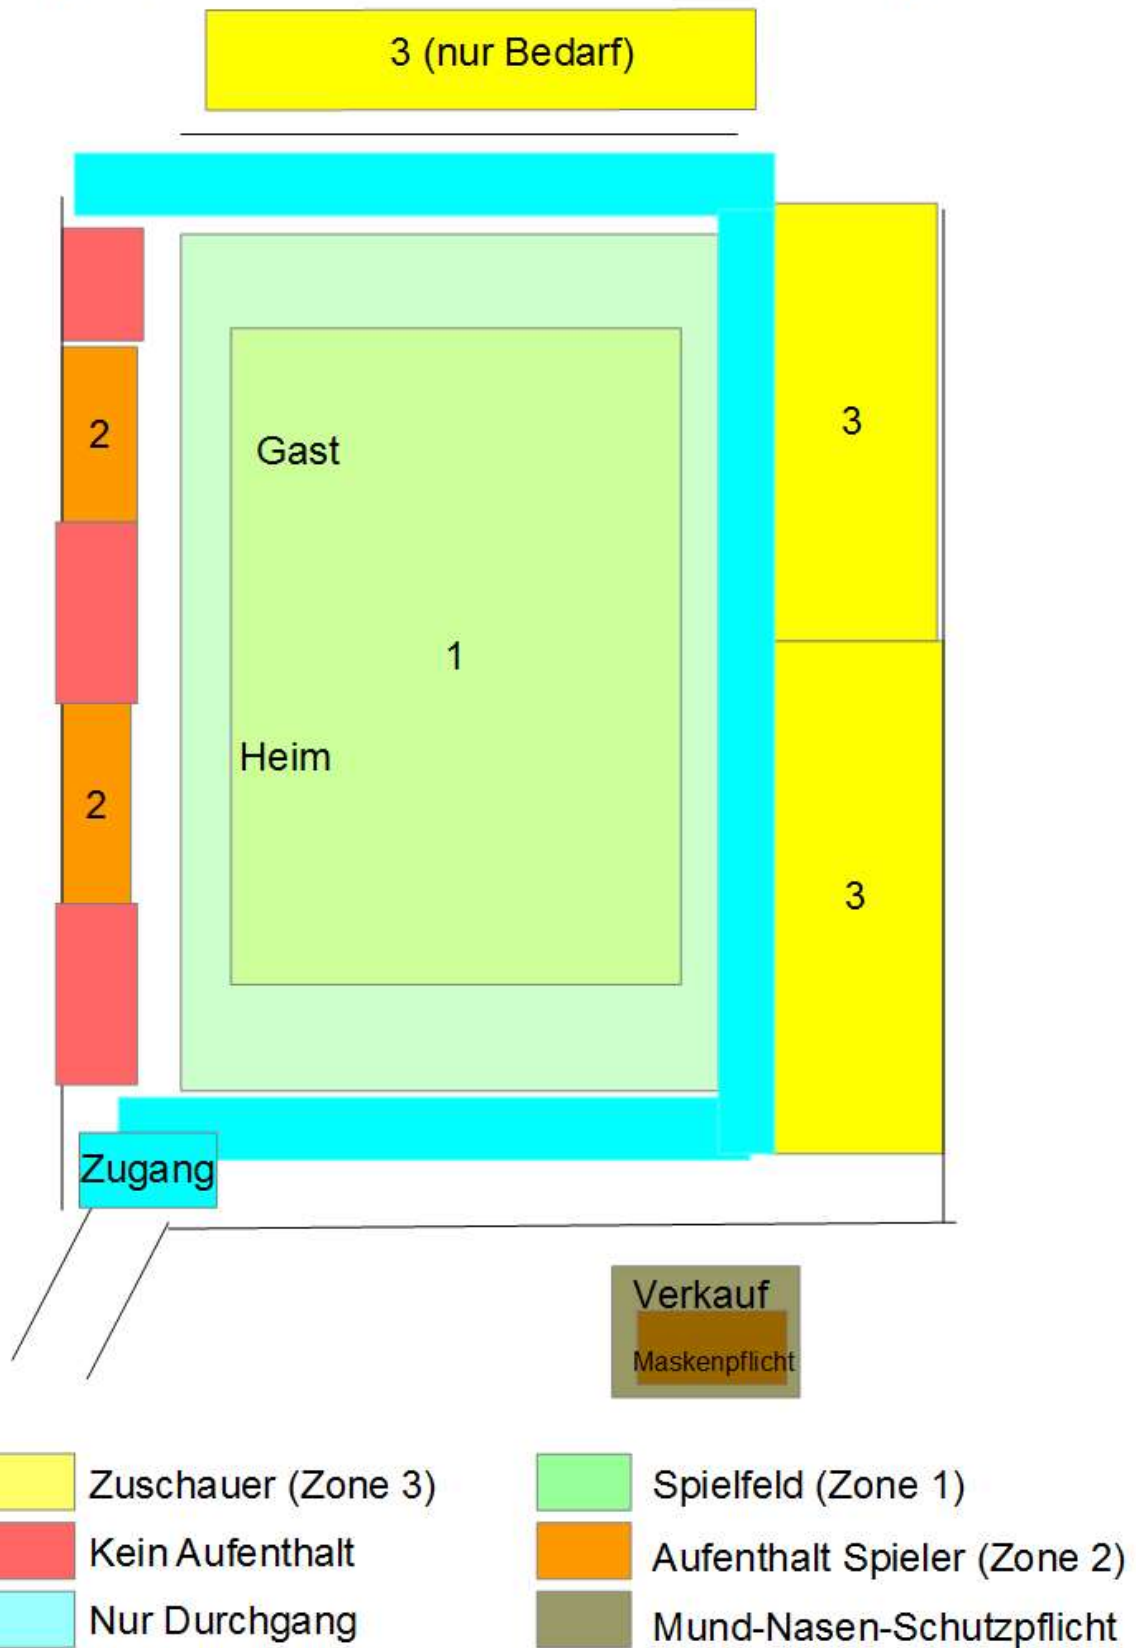 3 (nur Bedarf)
2
3
Gast
1
Heim
2
3
Zugang
Verkauf
Maskenpflicht
Zuschauer (Zone 3)
Spielfeld (Zone 1)
Kein Aufenthalt
Aufenthalt Spieler (Zone 2)
Nur Durchgang
Mund-Nasen-Schutzpflicht